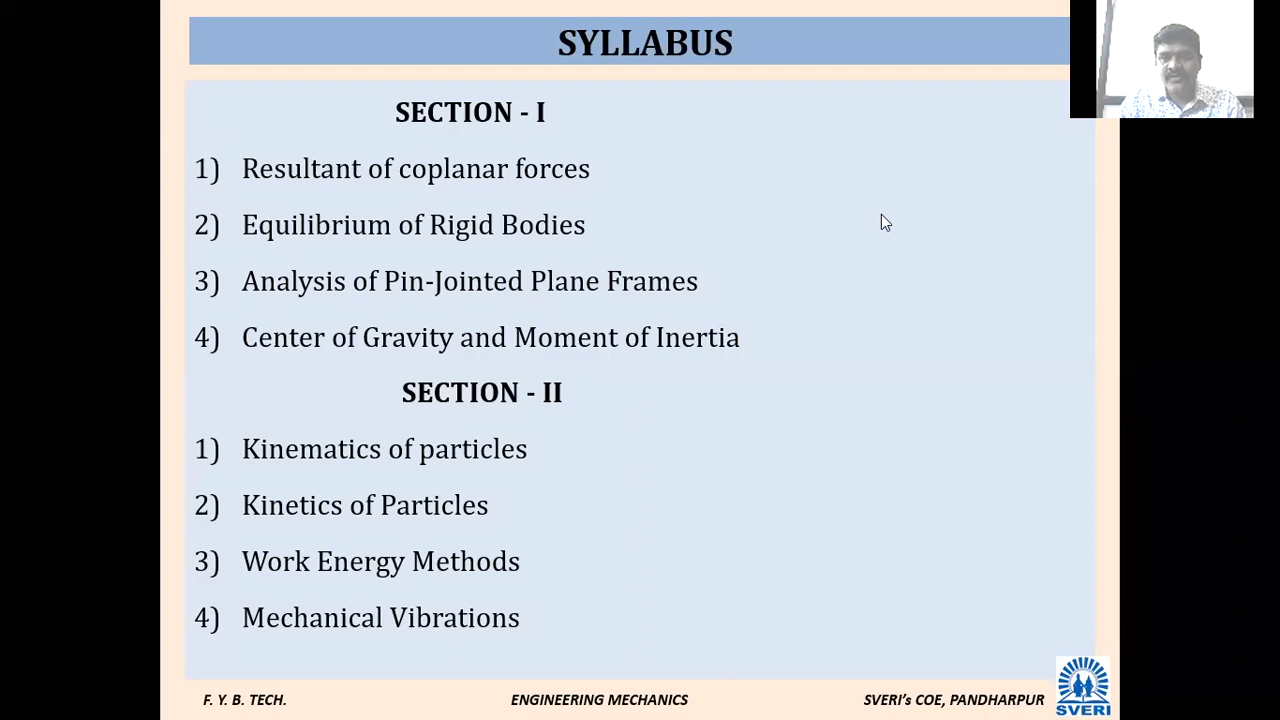 SYLLABUS
SECTION - I
1) Resultant of coplanar forces
2) Equilibrium of Rigid Bodies
3) Analysis of Pin-Jointed Plane Frames
4) Center of Gravity and Moment of Inertia
SECTION - II
1) Kinematics of particles
2) Kinetics of Particles
3) Work Energy Methods
4) Mechanical Vibrations
F. Y. B. TECH. ENGINEERING MECHANICS SVERI's COE, PANDHARPUR
SVERI